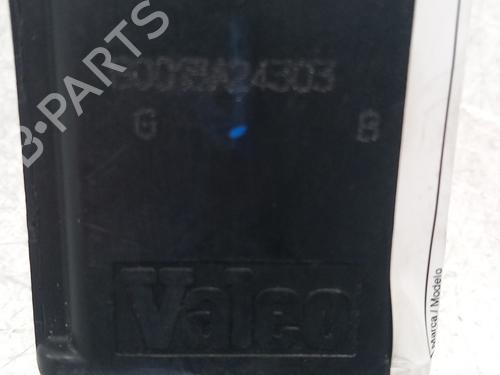 G B
Valeo
Marca / Modelo
B-PARTS